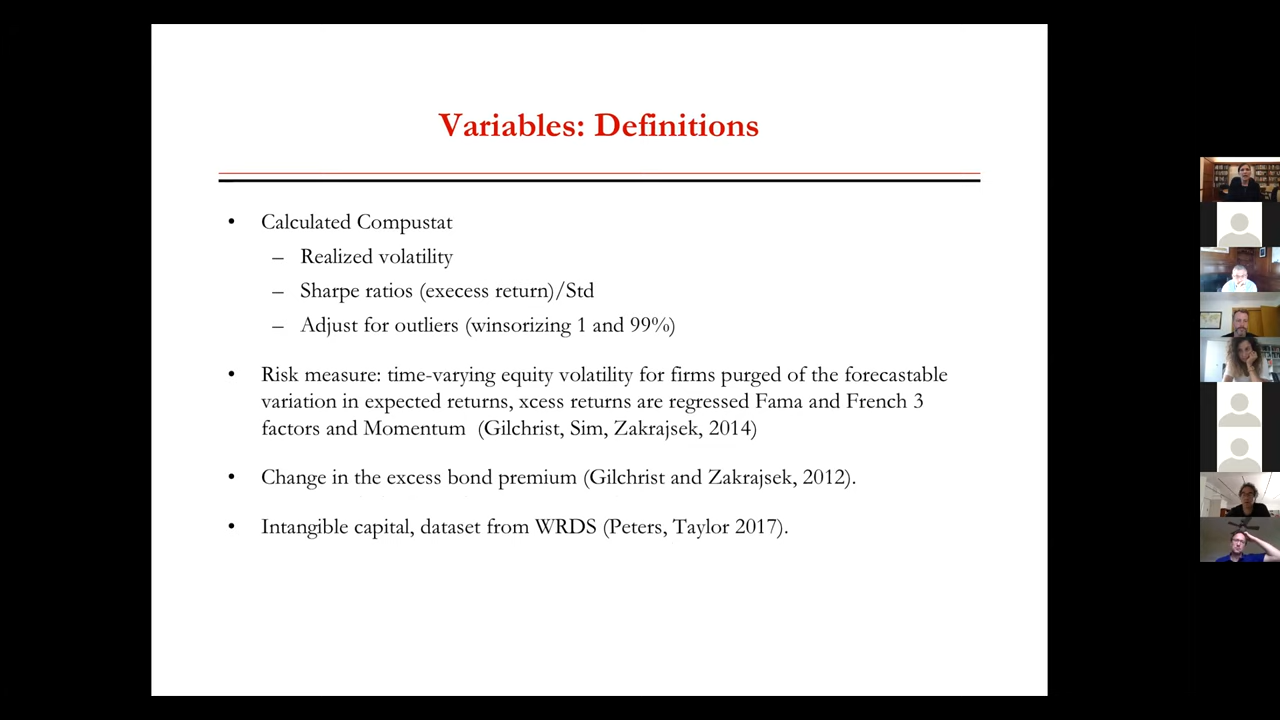 Variables: Definitions
• Calculated Compustat
– Realized volatility
– Sharpe ratios (execess return)/Std
– Adjust for outliers (winsorizing 1 and 99%)
• Risk measure: time-varying equity volatility for firms purged of the forecastable
variation in expected returns, xcess returns are regressed Fama and French 3
factors and Momentum (Gilchrist, Sim, Zakrajsek, 2014)
• Change in the excess bond premium (Gilchrist and Zakrajsek, 2012).
• Intangible capital, dataset from WRDS (Peters, Taylor 2017).